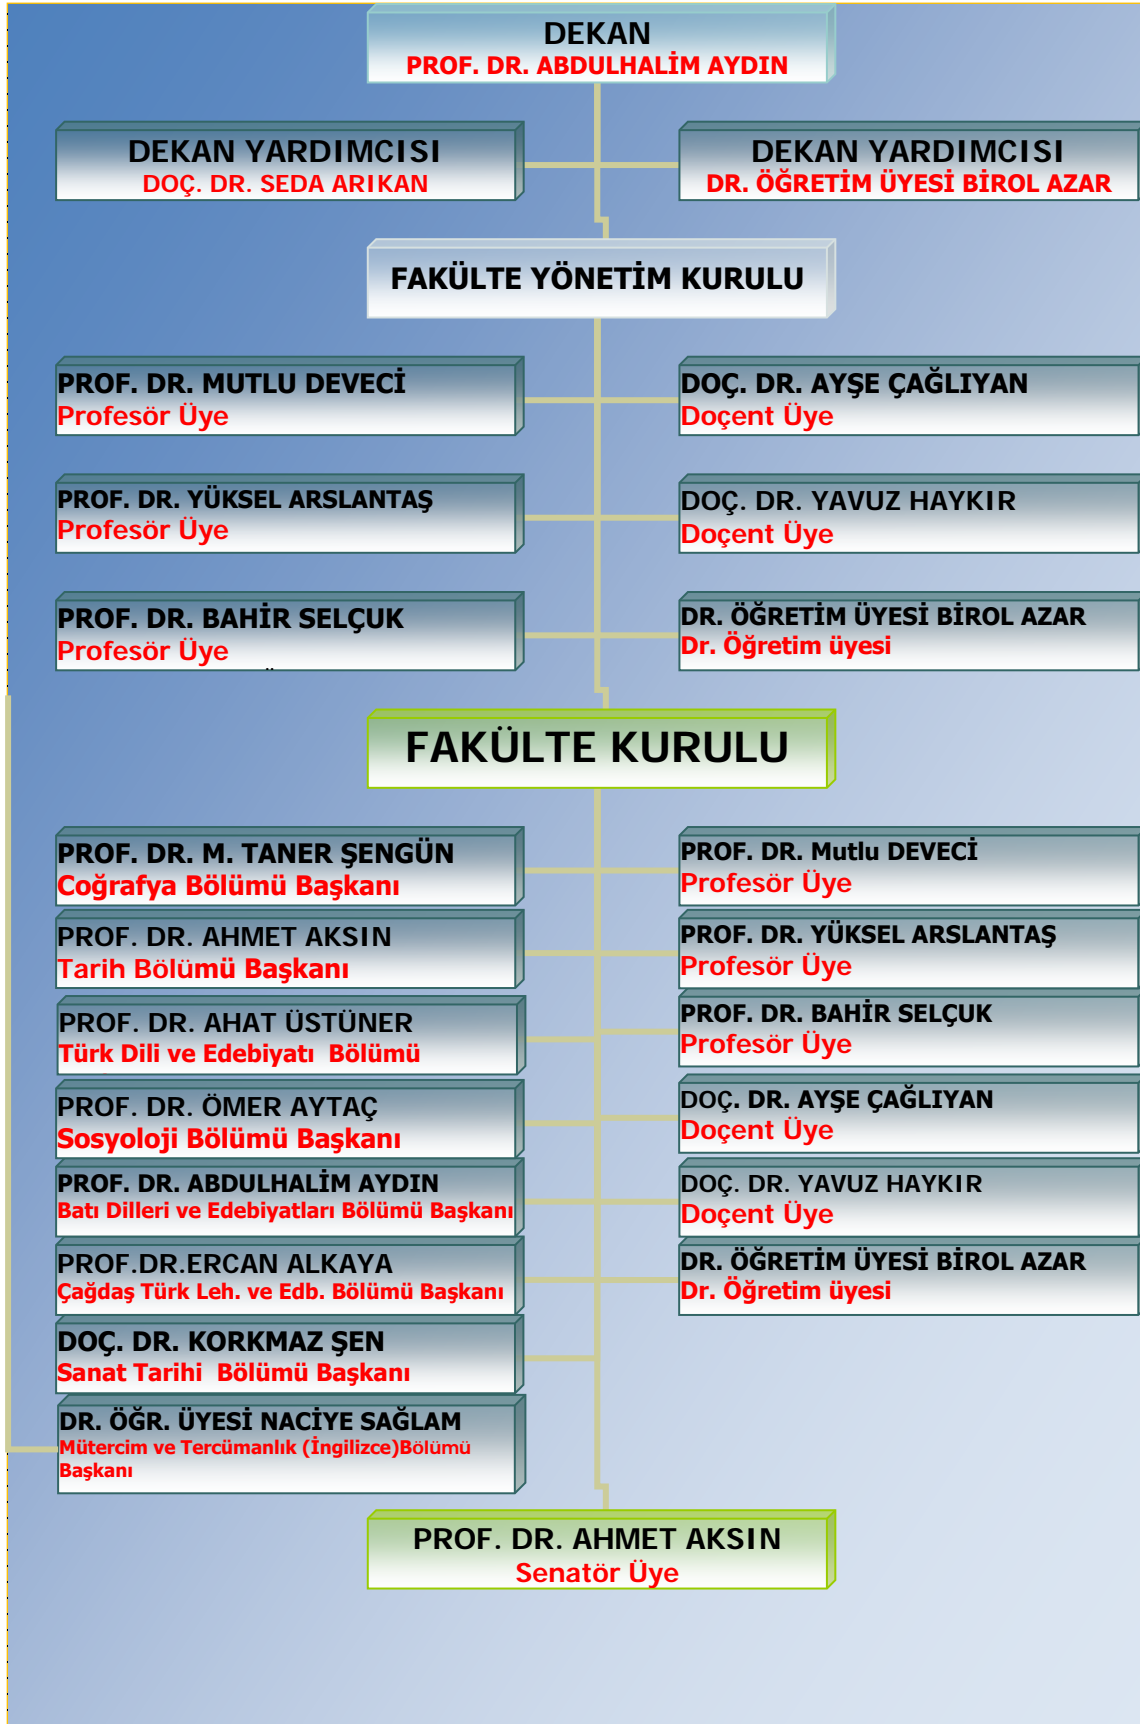 DEKAN
PROF. DR. ABDULHALİM AYDIN
DEKAN YARDIMCISI
DOÇ. DR. SEDA ARIKAN
DEKAN YARDIMCISI
DR. ÖĞRETİM ÜYESİ BİROL AZAR
FAKÜLTE YÖNETİM KURULU
PROF. DR. MUTLU DEVECİ
Profesör Üye
DOÇ. DR. AYŞE ÇAĞLIYAN
Doçent Üye
PROF. DR. YÜKSEL ARSLANTAŞ
Profesör Üye
DOÇ. DR. YAVUZ HAYKIR
Doçent Üye
PROF. DR. BAHİR SELÇUK
Profesör Üye
DR. ÖĞRETİM ÜYESİ BİROL AZAR
Dr. Öğretim üyesi
FAKÜLTE KURULU
PROF. DR. M. TANER ŞENGÜN
Coğrafya Bölümü Başkanı
PROF. DR. Mutlu DEVECİ
Profesör Üye
PROF. DR. AHMET AKSIN
Tarih Bölümü Başkanı
PROF. DR. YÜKSEL ARSLANTAŞ
Profesör Üye
PROF. DR. AHAT ÜSTÜNER
Türk Dili ve Edebiyatı Bölümü
PROF. DR. BAHİR SELÇUK
Profesör Üye
PROF. DR. ÖMER AYTAÇ
Sosyoloji Bölümü Başkanı
DOÇ. DR. AYŞE ÇAĞLIYAN
Doçent Üye
PROF. DR. ABDULHALİM AYDIN
Batı Dilleri ve Edebiyatları Bölümü Başkanı
DOÇ. DR. YAVUZ HAYKIR
Doçent Üye
PROF.DR.ERCAN ALKAYA
Çağdaş Türk Leh. ve Edb. Bölümü Başkanı
DR. ÖĞRETİM ÜYESİ BİROL AZAR
Dr. Öğretim üyesi
DOÇ. DR. KORKMAZ ŞEN
Sanat Tarihi Bölümü Başkanı
DR. ÖĞR. ÜYESİ NACİYE SAĞLAM
Mütercim ve Tercümanlık (İngilizce)Bölümü
Başkanı
PROF. DR. AHMET AKSIN
Senatör Üye